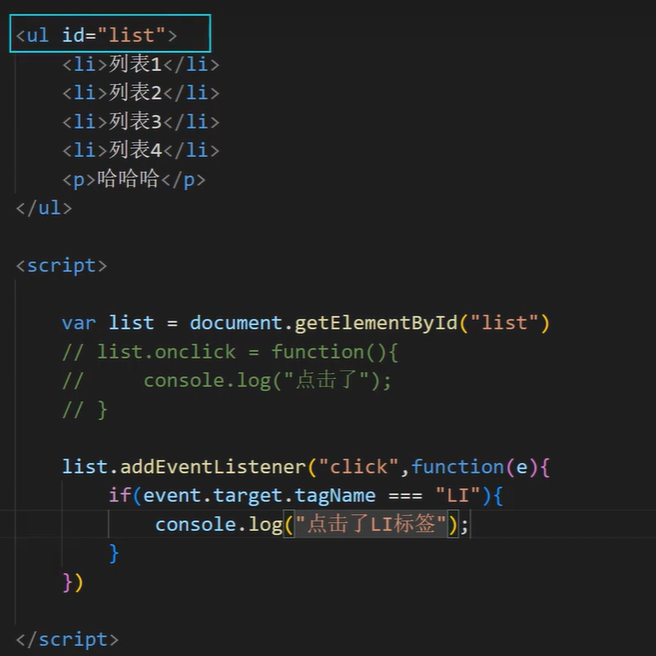 <ul id="list">
    <li>列表1</li>
    <li>列表2</li>
    <li>列表3</li>
    <li>列表4</li>
    <p>哈哈哈</p>
</ul>
<script>
    var list = document.getElementById("list")
    // list.onclick = function(){
    //     console.log("点击了");
    // }
    list.addEventListener("click",function(e){
        if(event.target.tagName === "LI"){
            console.log("点击了LI标签");
        }
    })
</script>